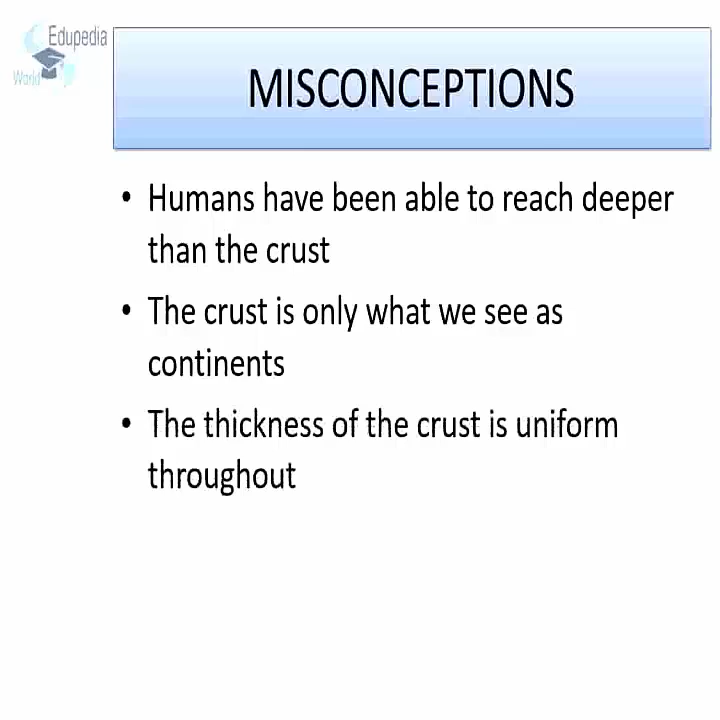 Edupedia
World
MISCONCEPTIONS
• Humans have been able to reach deeper
than the crust
• The crust is only what we see as
continents
• The thickness of the crust is uniform
throughout